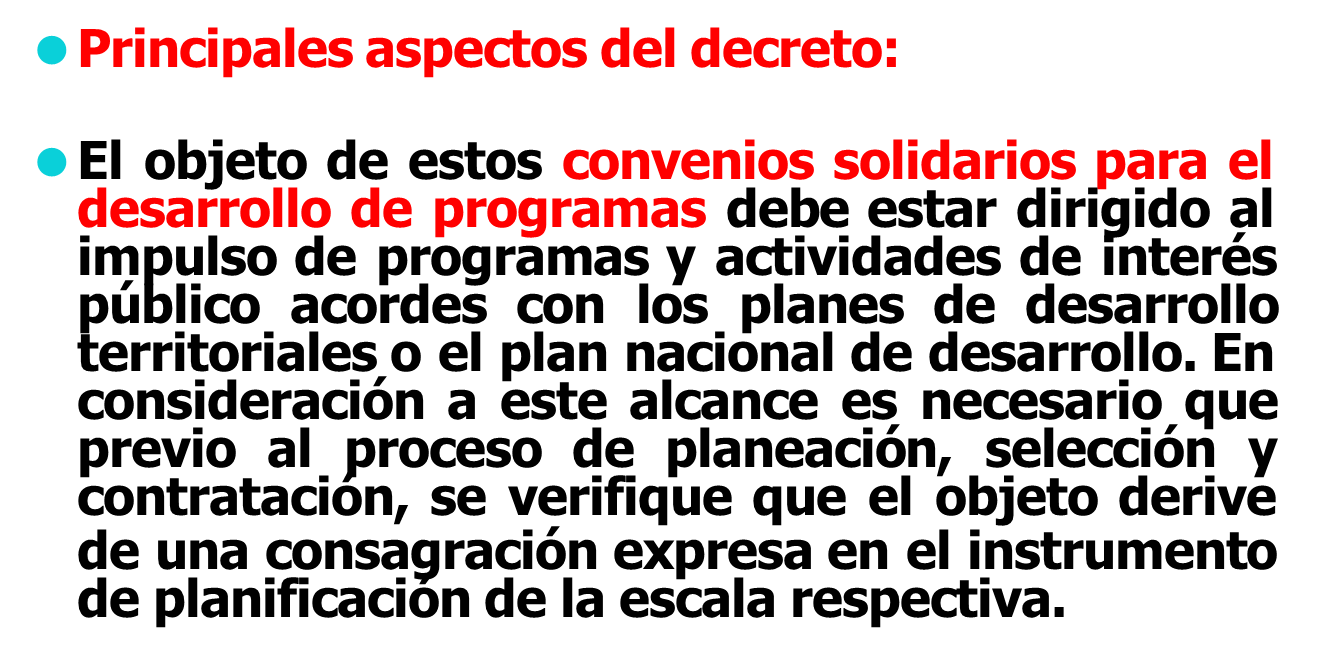 ● Principales aspectos del decreto:
● El objeto de estos convenios solidarios para el
desarrollo de programas debe estar dirigido al
impulso de programas y actividades de interés
público acordes con los planes de desarrollo
territoriales o el plan nacional de desarrollo. En
consideración a este alcance es necesario que
previo al proceso de planeación, selección y
contratación, se verifique que el objeto derive
de una consagración expresa en el instrumento
de planificación de la escala respectiva.